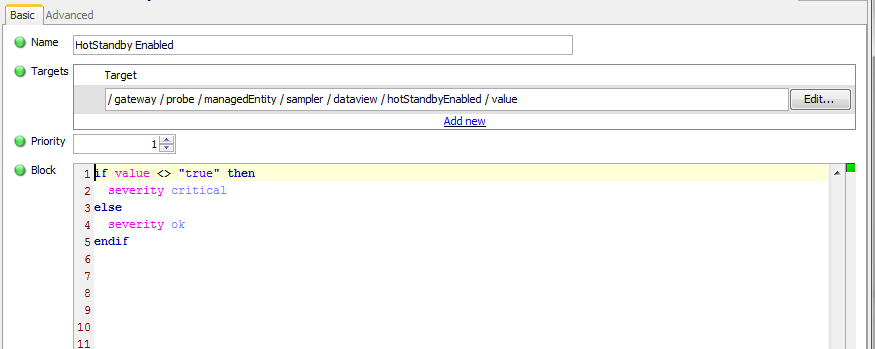 Basic Advanced
Name HotStandby Enabled
Targets Target
/ gateway / probe / managedEntity / sampler / dataview / hotStandbyEnabled / value Edit...
Add new
Priority 1
Block
1 if value <> "true" then
2 severity critical
3 else
4 severity ok
5 endif
6
7
8
9
10
11